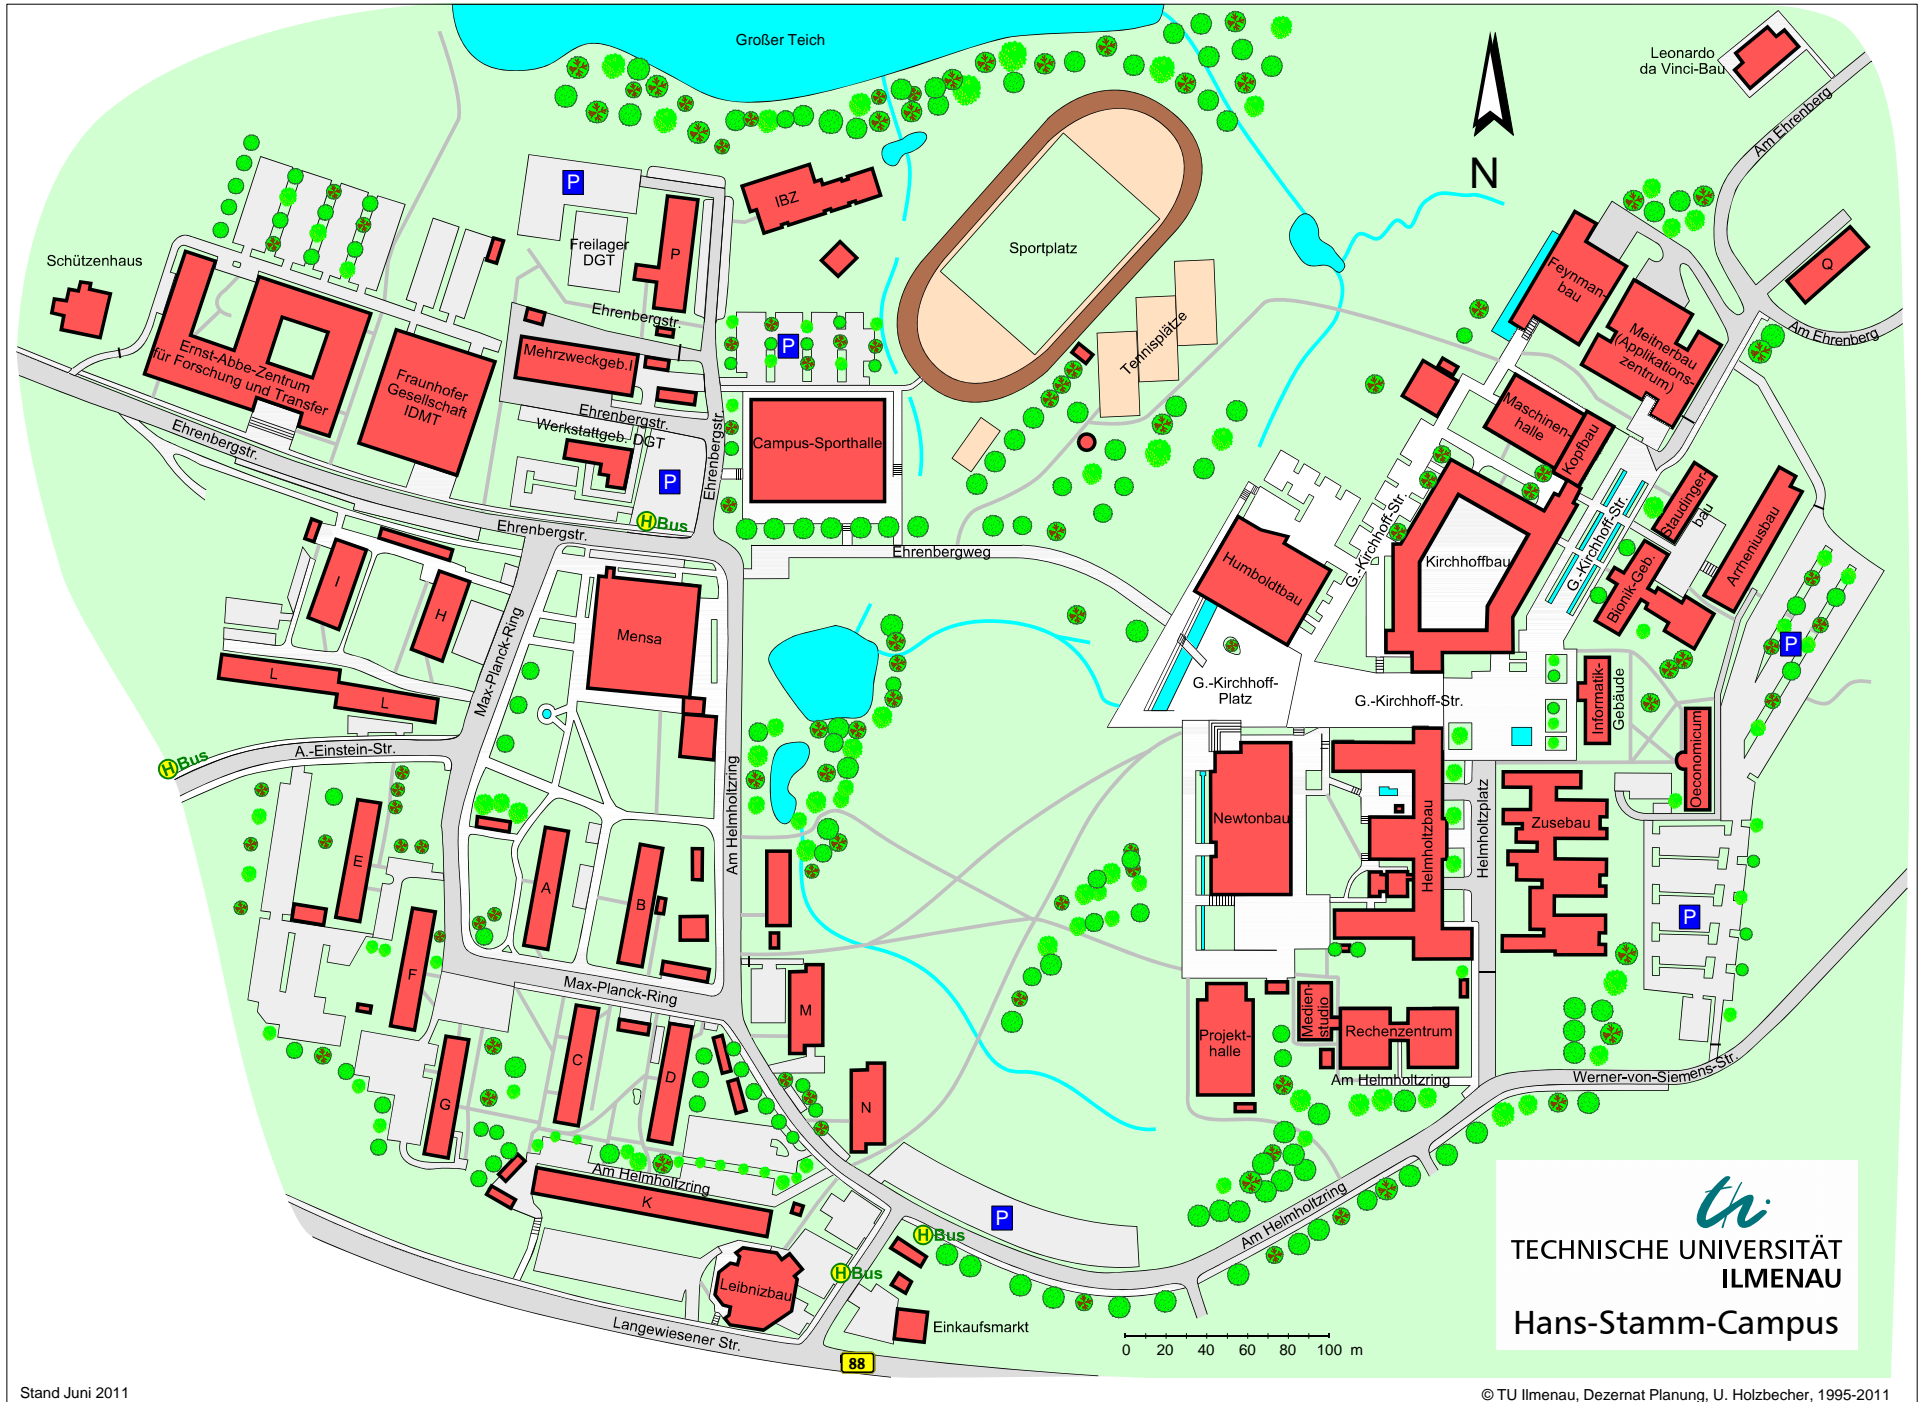 Großer Teich
Leonardo
da Vinci-Bau
Am Ehrenberg
N
P
IBZ
Freilager
DGT
P
Sportplatz
Schützenhaus
Feynman-
bau
Q
Ehrenbergstr.
Meitnerbau
(Applikations-
zentrum)
Am Ehrenberg
P
Tennisplätze
Ernst-Abbe-Zentrum
für Forschung und Transfer
Mehrzweckgeb.I
Fraunhofer
Gesellschaft
IDMT
Ehrenbergstr.
Maschinen-
halle
Kopfbau
Werkstattgeb. DGT
Campus-Sporthalle
Ehrenbergstr.
Ehrenbergstr.
P
Staudinger-
bau
G.-Kirchhoff-Str.
G.-Kirchhoff-Str.
H Bus
Ehrenbergstr.
Ehrenbergweg
Arrheniusbau
Humboldtbau
Kirchhoffbau
Bionik-Geb.
I
H
Mensa
P
Max-Planck-Ring
L
L
G.-Kirchhoff-
Platz
G.-Kirchhoff-Str.
Informatik-
Gebäude
H Bus
A.-Einstein-Str.
Oeconomicum
Am Helmholtzring
Newtonbau
Helmholtzbau
Helmholtzplatz
Zusebau
E
A
B
P
F
Max-Planck-Ring
M
Medien-
studio
Projekt-
halle
Rechenzentrum
C
D
G
N
Am Helmholtzring
Werner-von-Siemens-Str.
Am Helmholtzring
K
P
Am Helmholtzring
H Bus
H Bus
Leibnizbau
Langewiesener Str.
Einkaufsmarkt
88
0 20 40 60 80 100 m
th
TECHNISCHE UNIVERSITÄT
ILMENAU
Hans-Stamm-Campus
Stand Juni 2011
© TU Ilmenau, Dezernat Planung, U. Holzbecher, 1995-2011